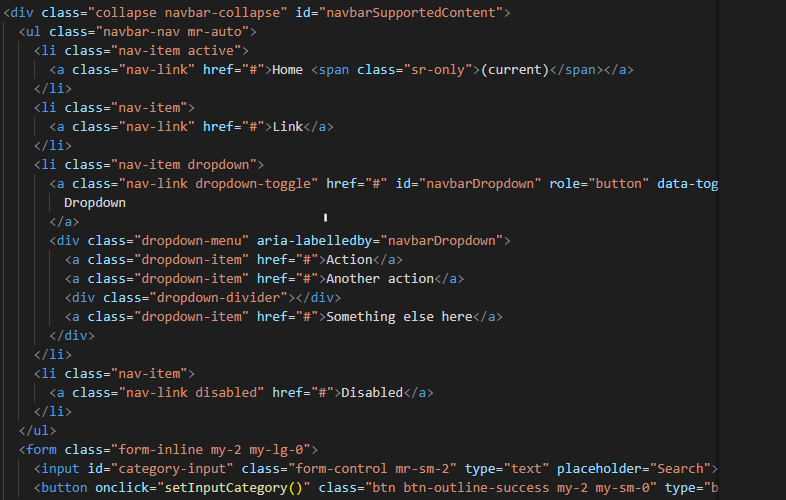 <div class="collapse navbar-collapse" id="navbarSupportedContent">
<ul class="navbar-nav mr-auto">
<li class="nav-item active">
<a class="nav-link" href="#">Home <span class="sr-only">(current)</span></a>
</li>
<li class="nav-item">
<a class="nav-link" href="#">Link</a>
</li>
<li class="nav-item dropdown">
<a class="nav-link dropdown-toggle" href="#" id="navbarDropdown" role="button" data-tog
Dropdown
</a>
<div class="dropdown-menu" aria-labelledby="navbarDropdown">
<a class="dropdown-item" href="#">Action</a>
<a class="dropdown-item" href="#">Another action</a>
<div class="dropdown-divider"></div>
<a class="dropdown-item" href="#">Something else here</a>
</div>
</li>
<li class="nav-item">
<a class="nav-link disabled" href="#">Disabled</a>
</li>
</ul>
<form class="form-inline my-2 my-lg-0">
<input id="category-input" class="form-control mr-sm-2" type="text" placeholder="Search">
<button onclick="setInputCategory()" class="btn btn-outline-success my-2 my-sm-0" type="b